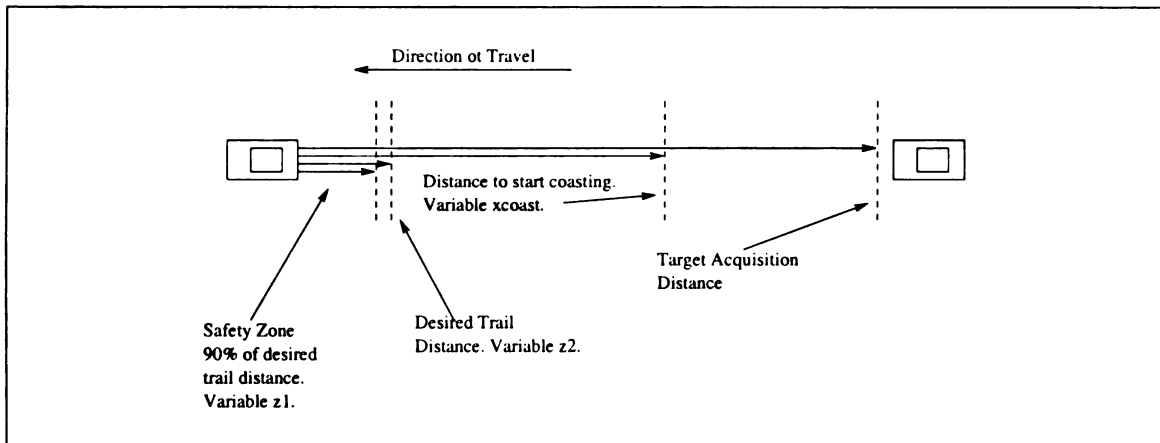 Direction of Travel
Distance to start coasting.
Variable xcoast.
Target Acquisition
Distance
Safety Zone
90% of desired
trail distance.
Variable z1.
Desired Trail
Distance. Variable z2.